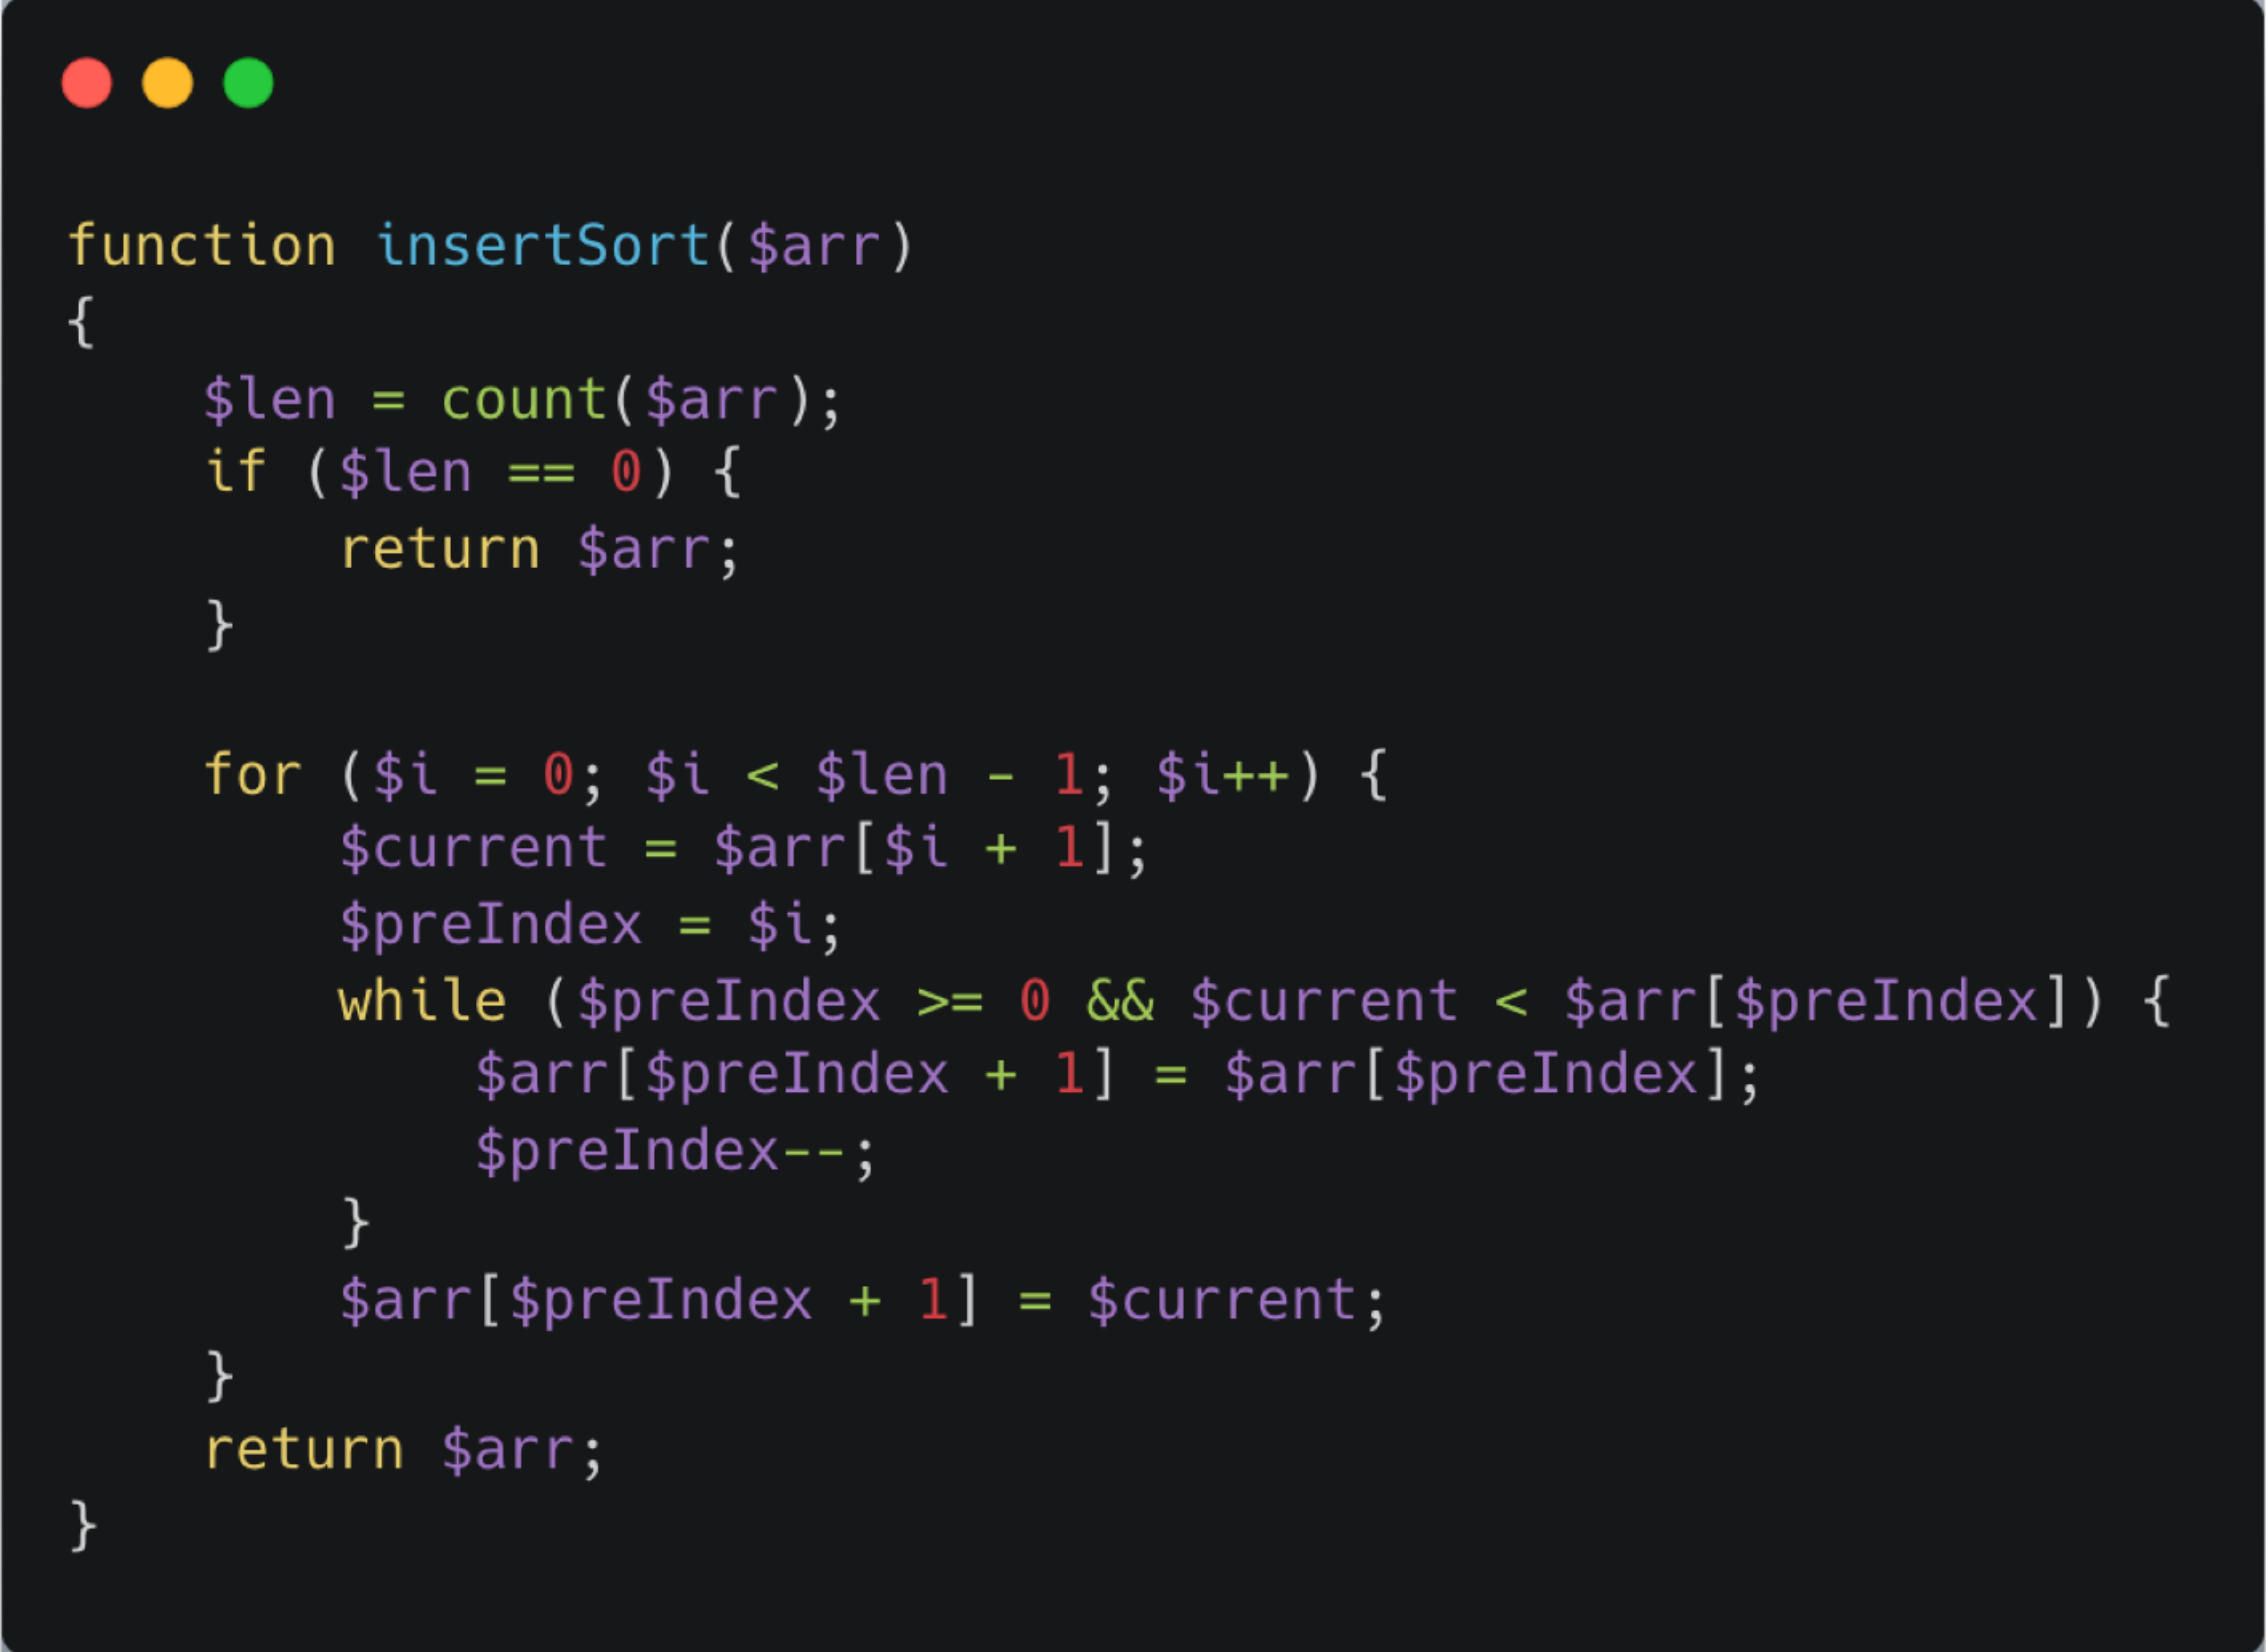 function insertSort($arr)
{
    $len = count($arr);
    if ($len == 0) {
        return $arr;
    }

    for ($i = 0; $i < $len - 1; $i++) {
        $current = $arr[$i + 1];
        $preIndex = $i;
        while ($preIndex >= 0 && $current < $arr[$preIndex]) {
            $arr[$preIndex + 1] = $arr[$preIndex];
            $preIndex--;
        }
        $arr[$preIndex + 1] = $current;
    }
    return $arr;
}